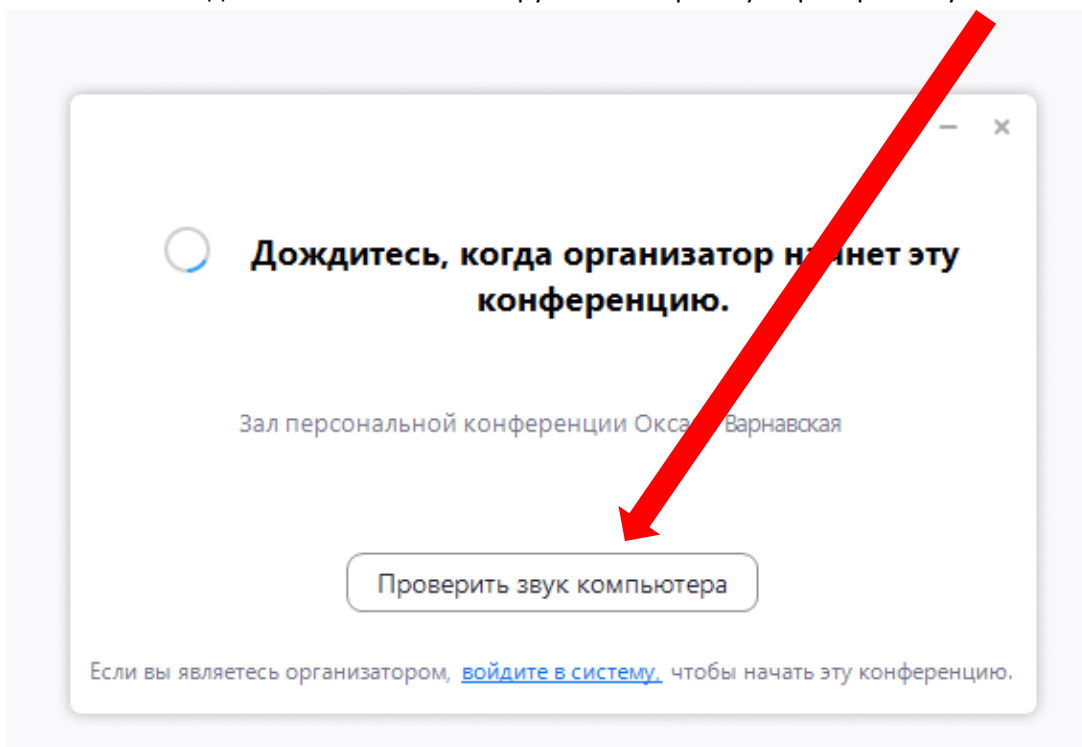 Дождитесь, когда организатор начнет эту
конференцию.
Зал персональной конференции Варнавская
Проверить звук компьютера
Если вы являетесь организатором, войдите в систему, чтобы начать эту конференцию.